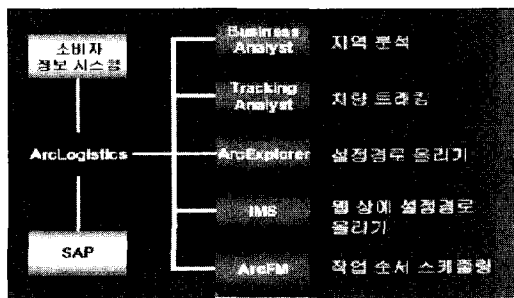 소비자
정보 시스템
ArcLogistics
SAP
Business
Analyst
지역 분석
Tracking
Analyst
차량 트래킹
ArcExplorer
설정경로 올리기
IMS
웹 상에 설정경로
올리기
ArcFM
작업 순서 스케줄링